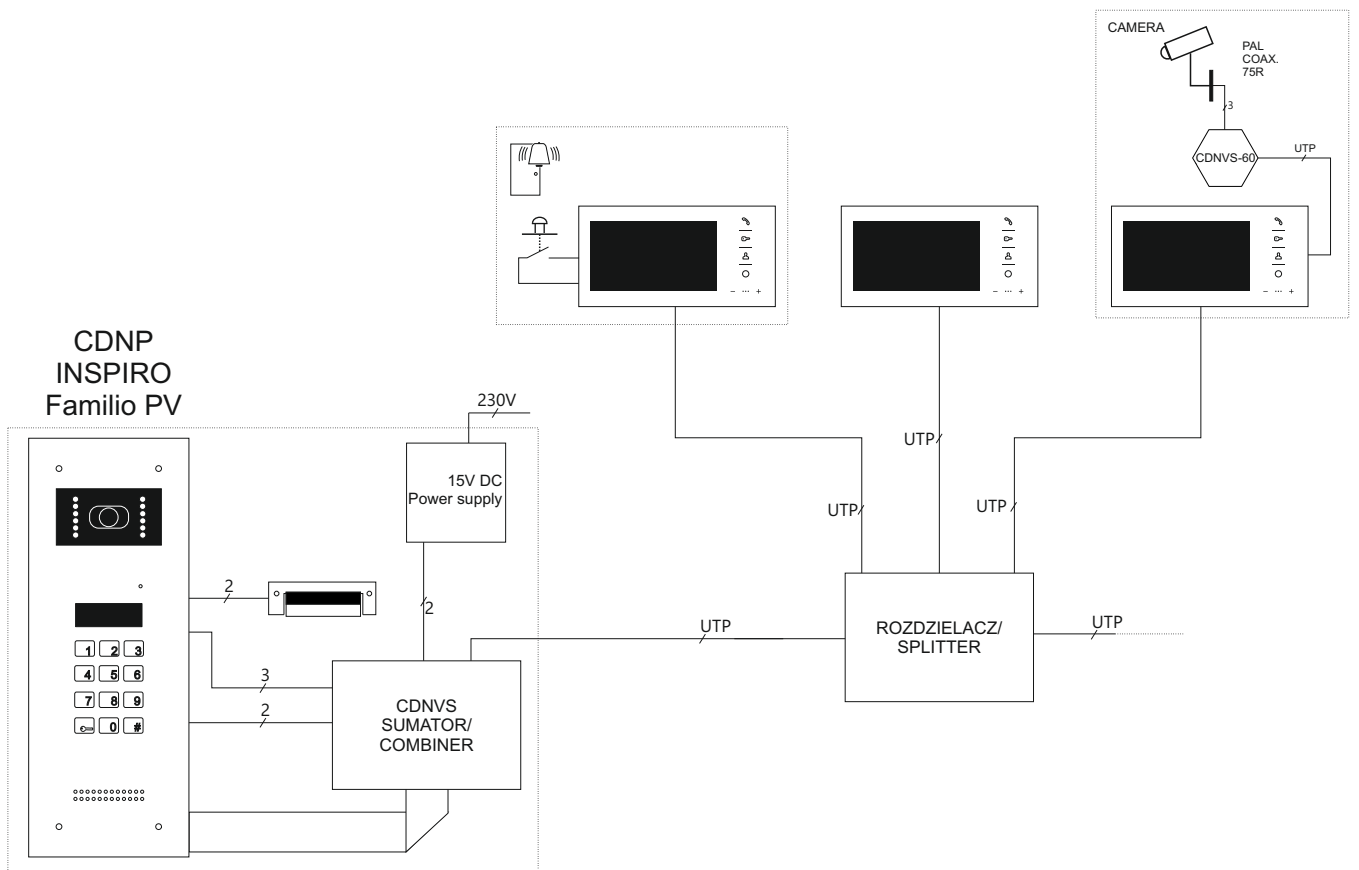 CAMERA
PAL
COAX.
75R
3
CDNVS-60
UTP
− ··· +
− ··· +
− ··· +
CDNP
INSPIRO
Familio PV
230V
15V DC
Power supply
UTP
UTP
UTP
2
2
1 2 3
4 5 6
7 8 9
0 #
3
2
CDNVS
SUMATOR/
COMBINER
UTP
ROZDZIELACZ/
SPLITTER
UTP